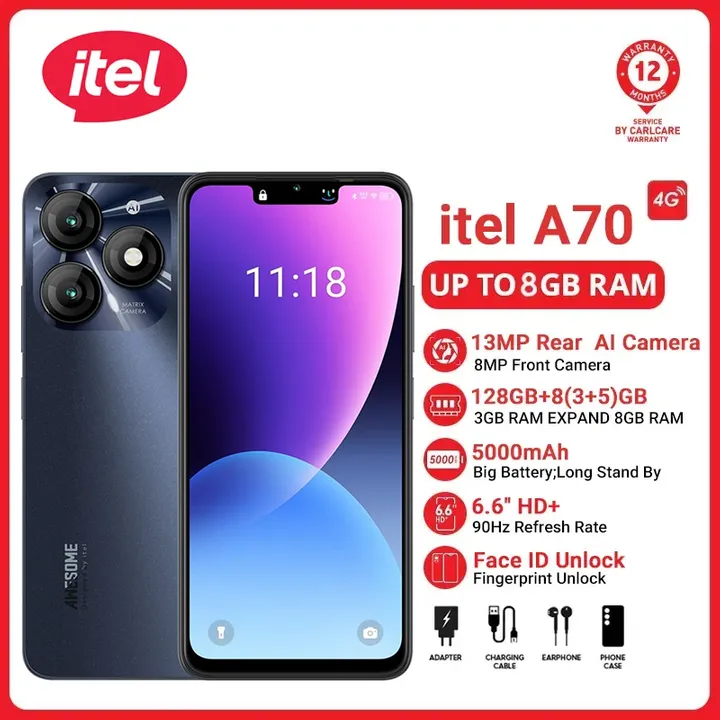 itel
WARRANTY
12
MONTHS
SERVICE
BY CARLCARE
WARRANTY
AI
MATRIX
CAMERA
11:18
AWESOME
itel A70
4G
UP TO 8GB RAM
AI
13MP Rear AI Camera
8MP Front Camera
128GB+8(3+5)GB
3GB RAM EXPAND 8GB RAM
5000
5000mAh
Big Battery;Long Stand By
6.6"
HD+
6.6" HD+
90Hz Refresh Rate
Face ID Unlock
Fingerprint Unlock
ADAPTER
CHARGING
CABLE
EARPHONE
PHONE
CASE